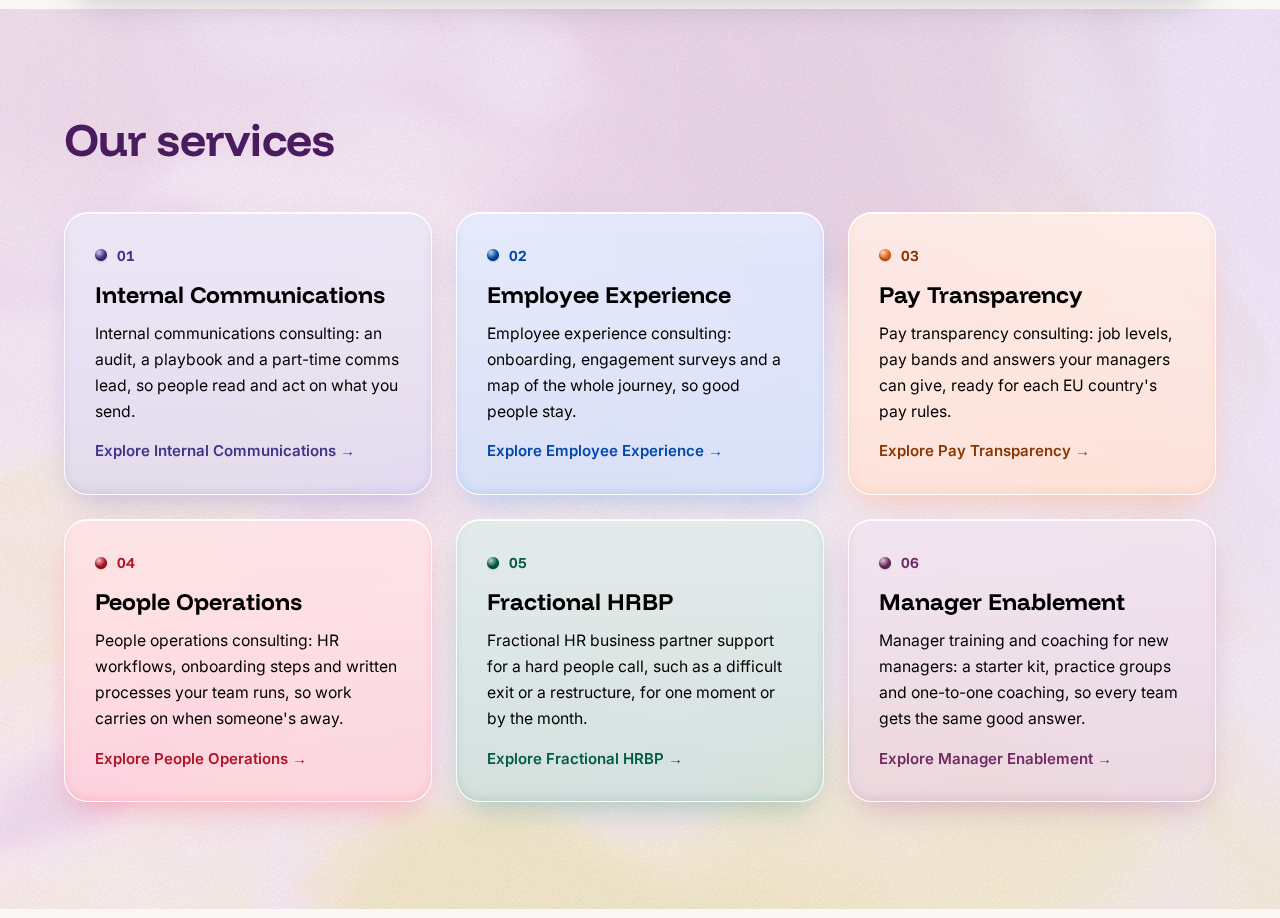 Our services
01
Internal Communications
Internal communications consulting: an
audit, a playbook and a part-time comms
lead, so people read and act on what you
send.
Explore Internal Communications →
02
Employee Experience
Employee experience consulting:
onboarding, engagement surveys and a
map of the whole journey, so good
people stay.
Explore Employee Experience →
03
Pay Transparency
Pay transparency consulting: job levels,
pay bands and answers your managers
can give, ready for each EU country's
pay rules.
Explore Pay Transparency →
04
People Operations
People operations consulting: HR
workflows, onboarding steps and written
processes your team runs, so work
carries on when someone's away.
Explore People Operations →
05
Fractional HRBP
Fractional HR business partner support
for a hard people call, such as a difficult
exit or a restructure, for one moment or
by the month.
Explore Fractional HRBP →
06
Manager Enablement
Manager training and coaching for new
managers: a starter kit, practice groups
and one-to-one coaching, so every team
gets the same good answer.
Explore Manager Enablement →